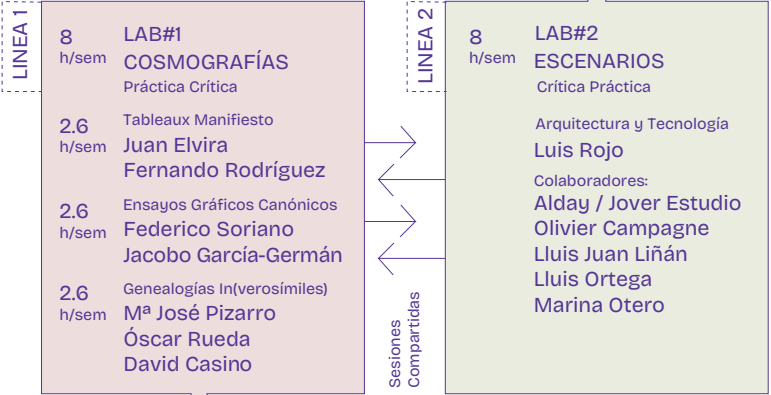 LINEA 1
8
h/sem
LAB#1
COSMOGRAFÍAS
Práctica Crítica
2.6
h/sem
Tableaux Manifiesto
Juan Elvira
Fernando Rodríguez
2.6
h/sem
Ensayos Gráficos Canónicos
Federico Soriano
Jacobo García-Germán
2.6
h/sem
Genealogías In(verosímiles)
Mª José Pizarro
Óscar Rueda
David Casino
Sesiones
Compartidas
LINEA 2
8
h/sem
LAB#2
ESCENARIOS
Crítica Práctica
Arquitectura y Tecnología
Luis Rojo
Colaboradores:
Alday / Jover Estudio
Olivier Campagne
Lluis Juan Liñán
Lluis Ortega
Marina Otero